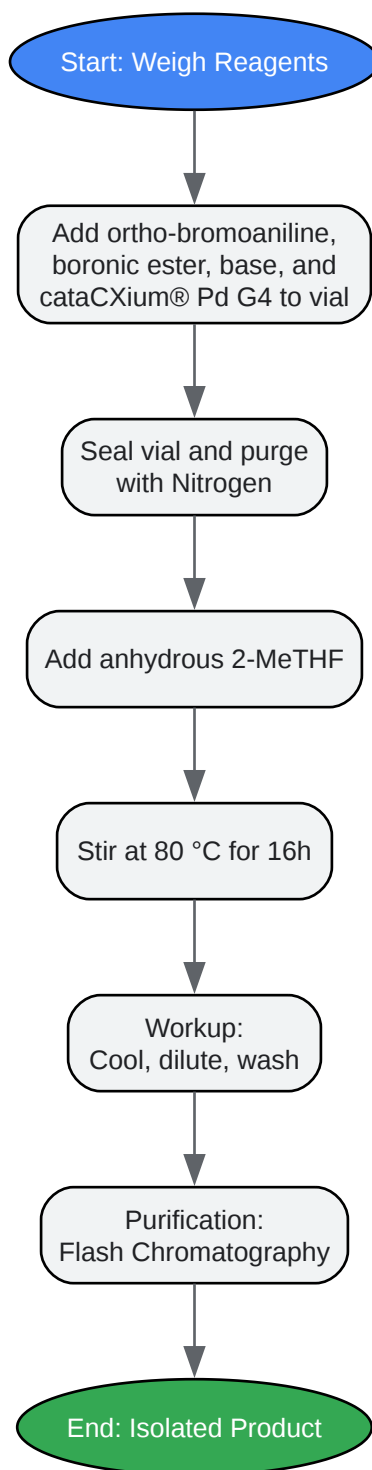 Start: Weigh Reagents
Add ortho-bromoaniline,
boronic ester, base, and
cataCXium® Pd G4 to vial
Seal vial and purge
with Nitrogen
Add anhydrous 2-MeTHF
Stir at 80 °C for 16h
Workup:
Cool, dilute, wash
Purification:
Flash Chromatography
End: Isolated Product